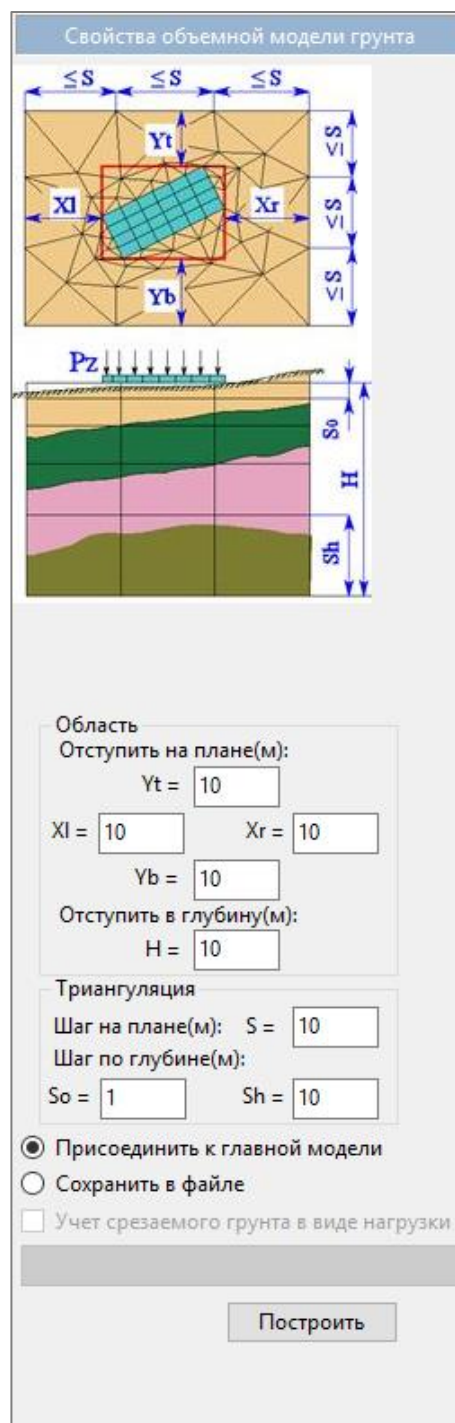 Свойства объемной модели грунта
≤S ≤S ≤S
Yt
≤S
Xl Xr
≤S
Yb
≤S
Pz
So
H
Sh
Область
Отступить на плане(м):
Yt = 10
Xl = 10 Xr = 10
Yb = 10
Отступить в глубину(м):
H = 10
Триангуляция
Шаг на плане(м): S = 10
Шаг по глубине(м):
So = 1 Sh = 10
Присоединить к главной модели
Сохранить в файле
Учет срезаемого грунта в виде нагрузки
Построить